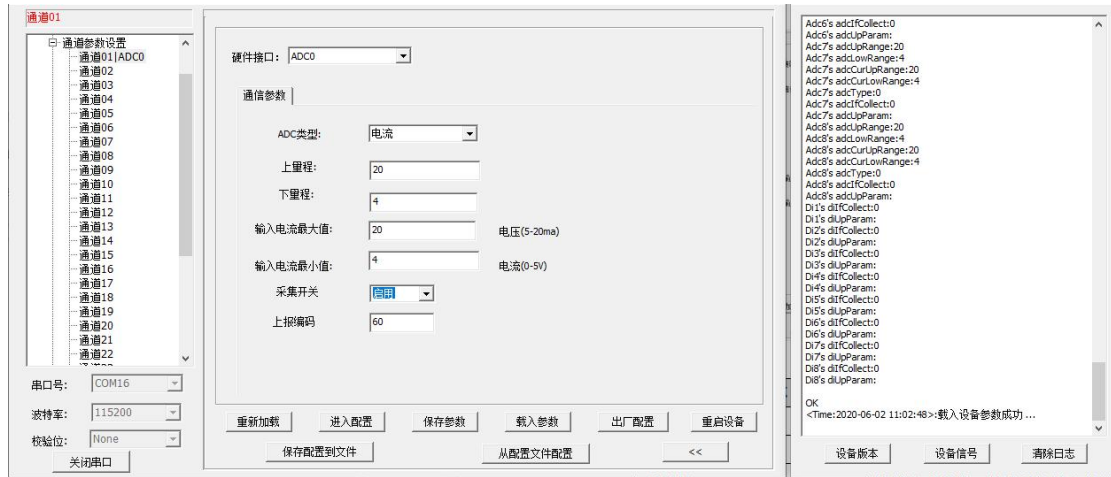 通道01
通道参数设置
通道01|ADC0
通道02
通道03
通道04
通道05
通道06
通道07
通道08
通道09
通道10
通道11
通道12
通道13
通道14
通道15
通道16
通道17
通道18
通道19
通道20
通道21
通道22
串口号: COM16
波特率: 115200
校验位: None
关闭串口
硬件接口: ADC0
通信参数
ADC类型: 电流
上里程: 20
下里程: 4
输入电流最大值: 20 电压(5-20ma)
输入电流最小值: 4 电流(0-5V)
采集开关 启用
上报编码 60
重新加载 进入配置 保存参数 载入参数 出厂配置 重启设备
保存配置到文件 从配置文件配置 <<
Adc6's adcIfCollect:0
Adc6's adcUpParam:
Adc7's adcUpRange:20
Adc7's adcLowRange:4
Adc7's adcCurUpRange:20
Adc7's adcCurLowRange:4
Adc7's adcType:0
Adc7's adcIfCollect:0
Adc7's adcUpParam:
Adc8's adcUpRange:20
Adc8's adcLowRange:4
Adc8's adcCurUpRange:20
Adc8's adcCurLowRange:4
Adc8's adcType:0
Adc8's adcIfCollect:0
Adc8's adcUpParam:
Di1's diIfCollect:0
Di1's diUpParam:
Di2's diIfCollect:0
Di2's diUpParam:
Di3's diIfCollect:0
Di3's diUpParam:
Di4's diIfCollect:0
Di4's diUpParam:
Di5's diIfCollect:0
Di5's diUpParam:
Di6's diIfCollect:0
Di6's diUpParam:
Di7's diIfCollect:0
Di7's diUpParam:
Di8's diIfCollect:0
Di8's diUpParam:
OK
<Time:2020-06-02 11:02:48>:载入设备参数成功 ...
设备版本 设备信号 清除日志